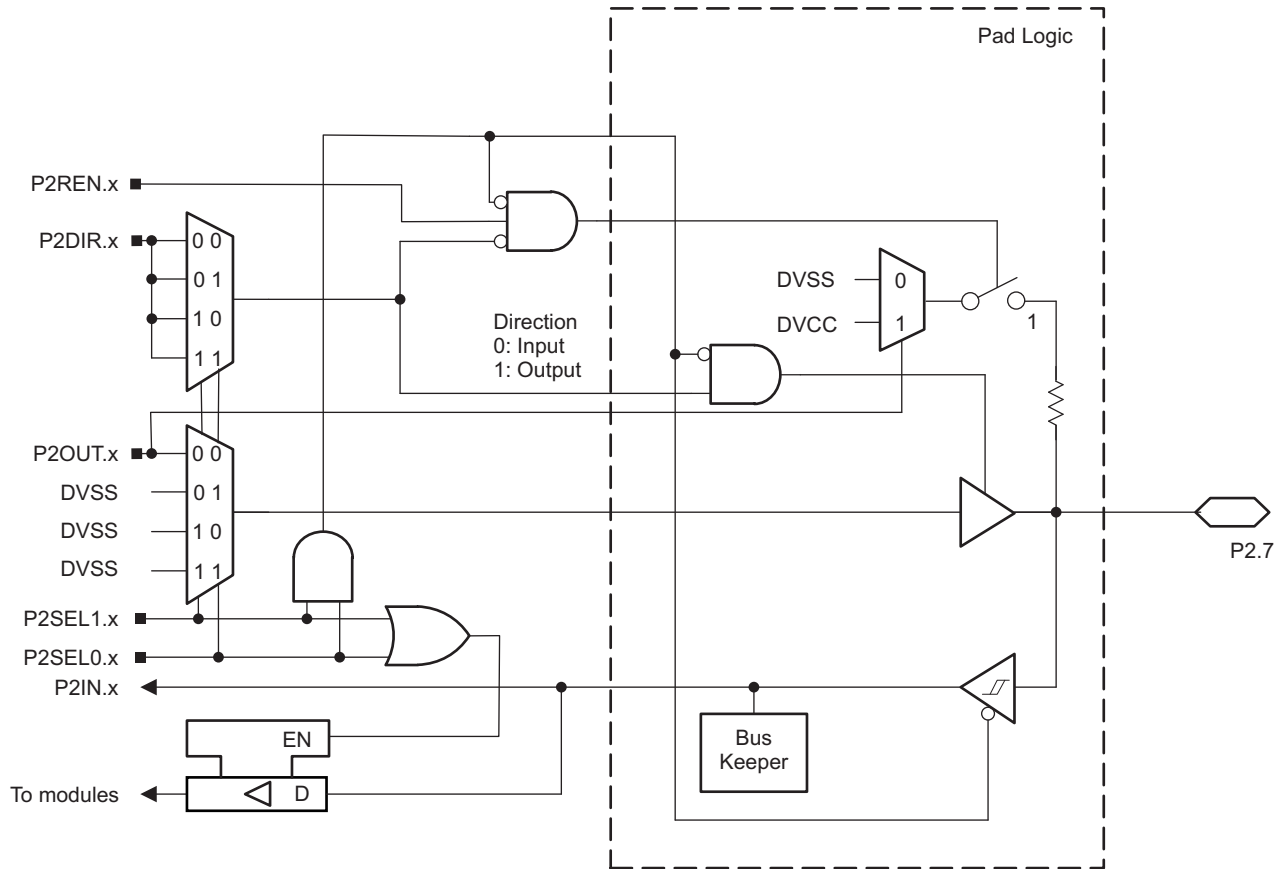 Pad Logic
P2REN.x
P2DIR.x
0 0
0 1
1 0
1 1
Direction
0: Input
1: Output
DVSS
0
DVCC
1
1
P2OUT.x
0 0
DVSS
0 1
DVSS
1 0
DVSS
1 1
P2.7
P2SEL1.x
P2SEL0.x
P2IN.x
EN
Bus
Keeper
To modules
D